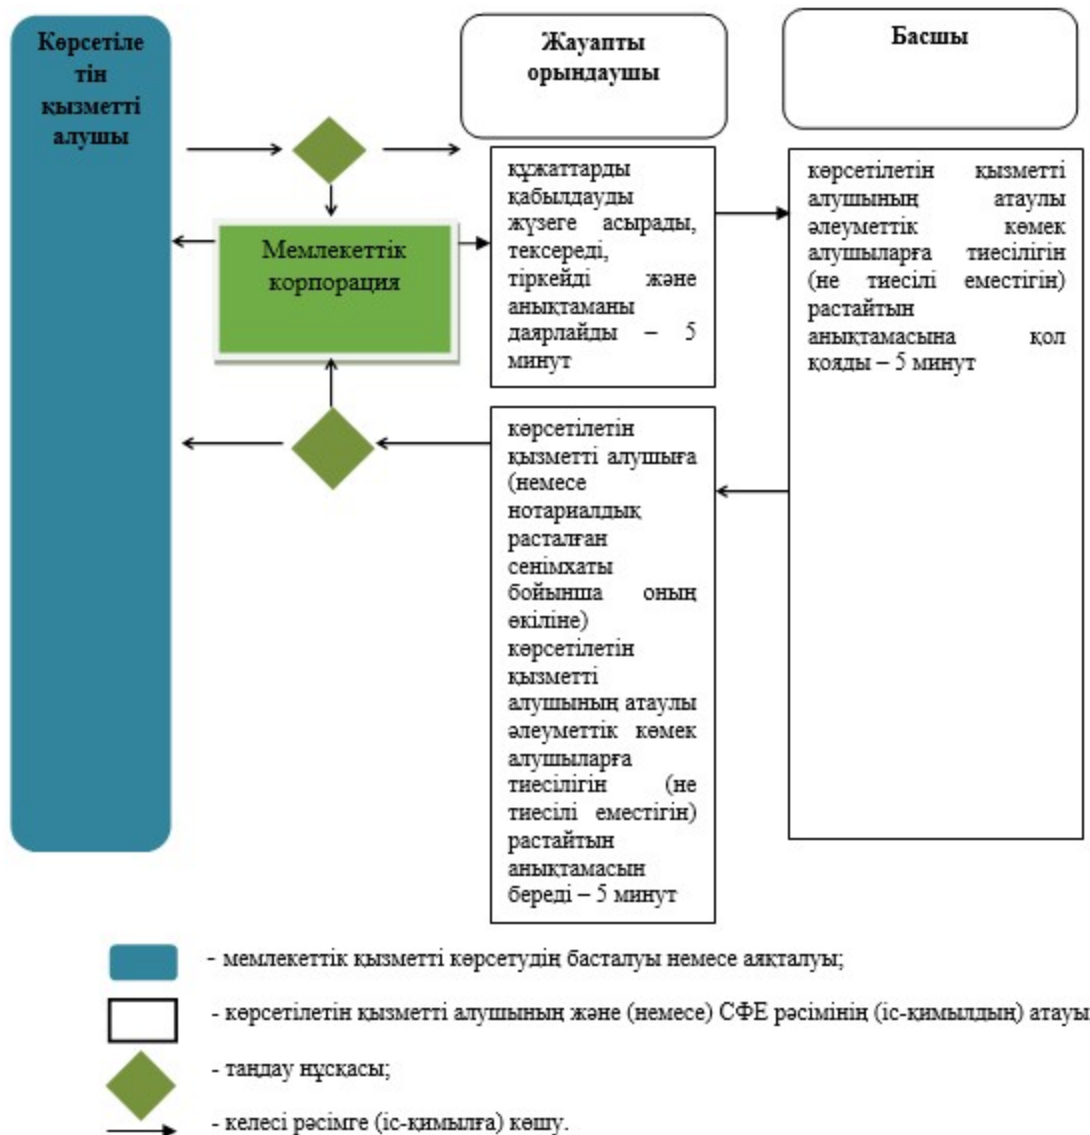 Көрсетіле
тін
қызметті
алушы
Жауапты
орындаушы
Басшы
Мемлекеттік
корпорация
құжаттарды
қабылдауды
жүзеге асырады,
тексереді,
тіркейді және
анықтаманы
даярлайды – 5
минут
көрсетілетін қызметті
алушының атаулы
әлеуметтік көмек
алушыларға тиесілігін
(не тиесілі еместігін)
растайтын
анықтамасына қол
қояды – 5 минут
көрсетілетін
қызметті алушыға
(немесе
нотариалдық
расталған
сенімхаты
бойынша оның
өкіліне)
көрсетілетін
қызметті
алушының атаулы
әлеуметтік көмек
алушыларға
тиесілігін (не
тиесілі еместігін)
растайтын
анықтамасын
береді – 5 минут
- мемлекеттік қызметті көрсетудің басталуы немесе аяқталуы;
- көрсетілетін қызметті алушының және (немесе) СФЕ рәсімінің (іс-қимылдың) атауы
- таңдау нұсқасы;
- келесі рәсімге (іс-қимылға) көшу.